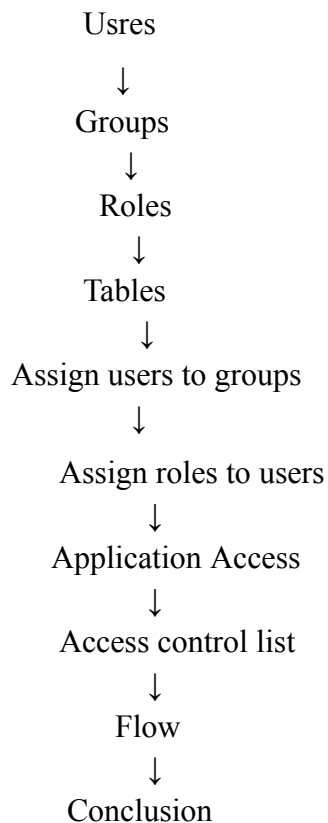 Usres
↓
Groups
↓
Roles
↓
Tables
↓
Assign users to groups
↓
Assign roles to users
↓
Application Access
↓
Access control list
↓
Flow
↓
Conclusion